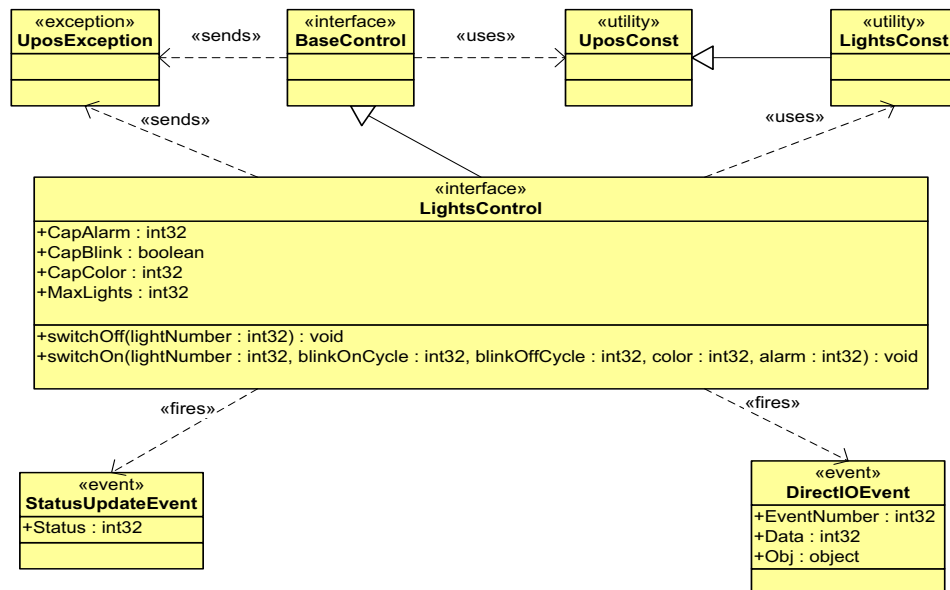 «exception»
UposException
«sends»
«interface»
BaseControl
«uses»
«utility»
UposConst
«utility»
LightsConst
«sends»
«uses»
«interface»
LightsControl
+CapAlarm : int32
+CapBlink : boolean
+CapColor : int32
+MaxLights : int32
+switchOff(lightNumber : int32) : void
+switchOn(lightNumber : int32, blinkOnCycle : int32, blinkOffCycle : int32, color : int32, alarm : int32) : void
«fires»
«fires»
«event»
StatusUpdateEvent
+Status : int32
«event»
DirectIOEvent
+EventNumber : int32
+Data : int32
+Obj : object